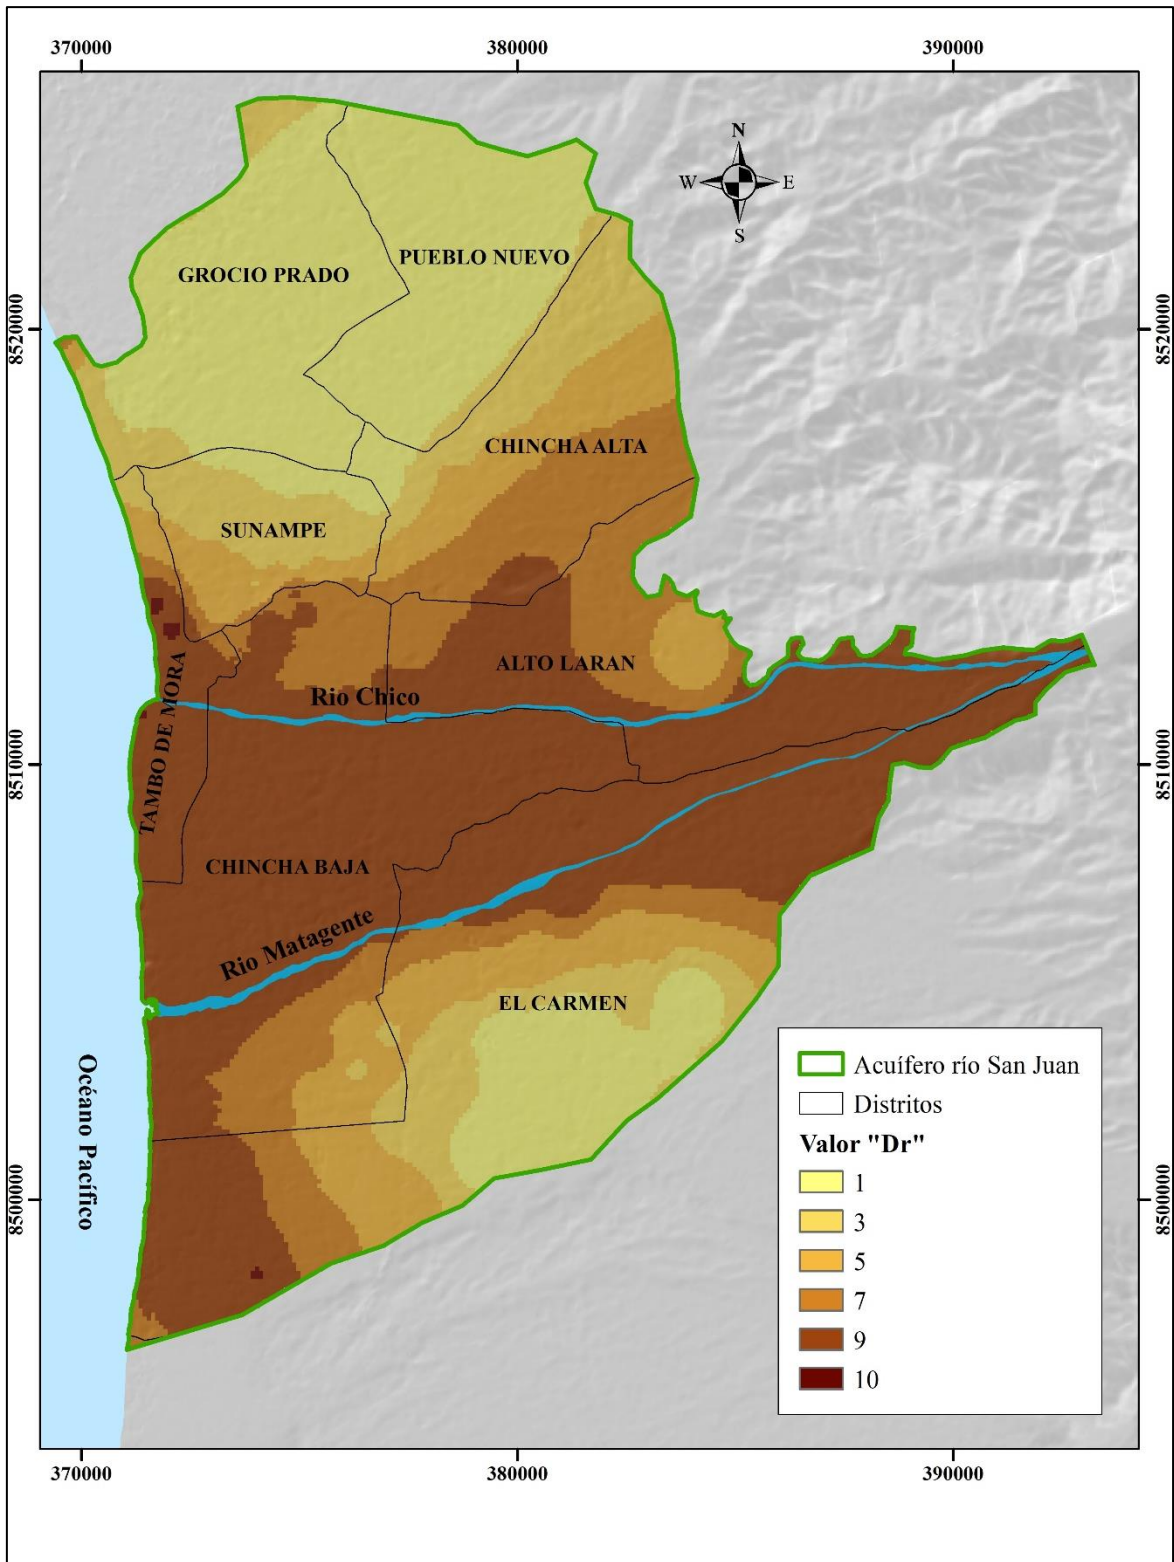 370000
380000
390000
N
W
E
S
PUEBLO NUEVO
GROCIO PRADO
8520000
8520000
CHINCHA ALTA
SUNAMPE
ALTO LARAN
Rio Chico
TAMBO DE MORA
8510000
8510000
CHINCHA BAJA
Rio Matagente
EL CARMEN
Océano Pacífico
Acuífero río San Juan
Distritos
Valor "Dr"
1
3
5
7
9
10
8500000
8500000
370000
380000
390000